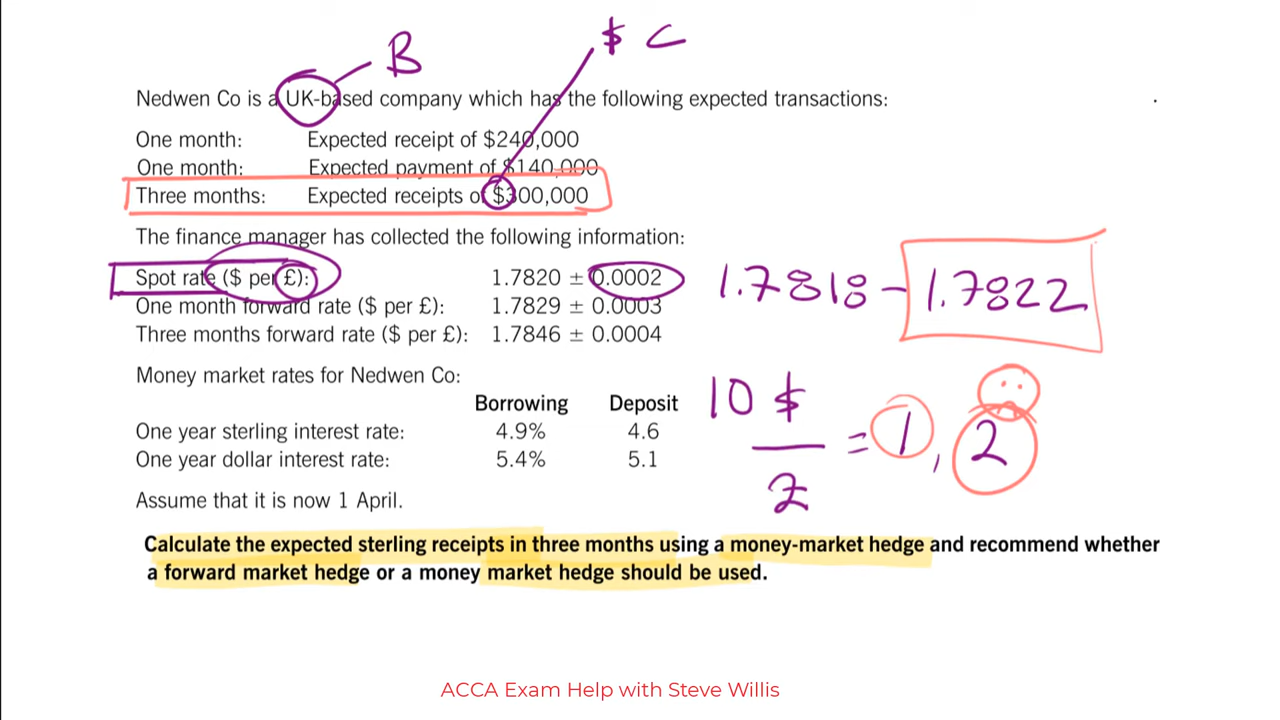 B
$ C
Nedwen Co is a UK-based company which has the following expected transactions:
One month: Expected receipt of $240,000
One month: Expected payment of $140,000
Three months: Expected receipts of $300,000
The finance manager has collected the following information:
Spot rate ($ per £): 1.7820 ± 0.0002 1.7818 - 1.7822
One month forward rate ($ per £): 1.7829 ± 0.0003
Three months forward rate ($ per £): 1.7846 ± 0.0004
Money market rates for Nedwen Co:
Borrowing Deposit
One year sterling interest rate: 4.9% 4.6
One year dollar interest rate: 5.4% 5.1
10 $
= 1, 2
2
Assume that it is now 1 April.
Calculate the expected sterling receipts in three months using a money-market hedge and recommend whether
a forward market hedge or a money market hedge should be used.
ACCA Exam Help with Steve Willis